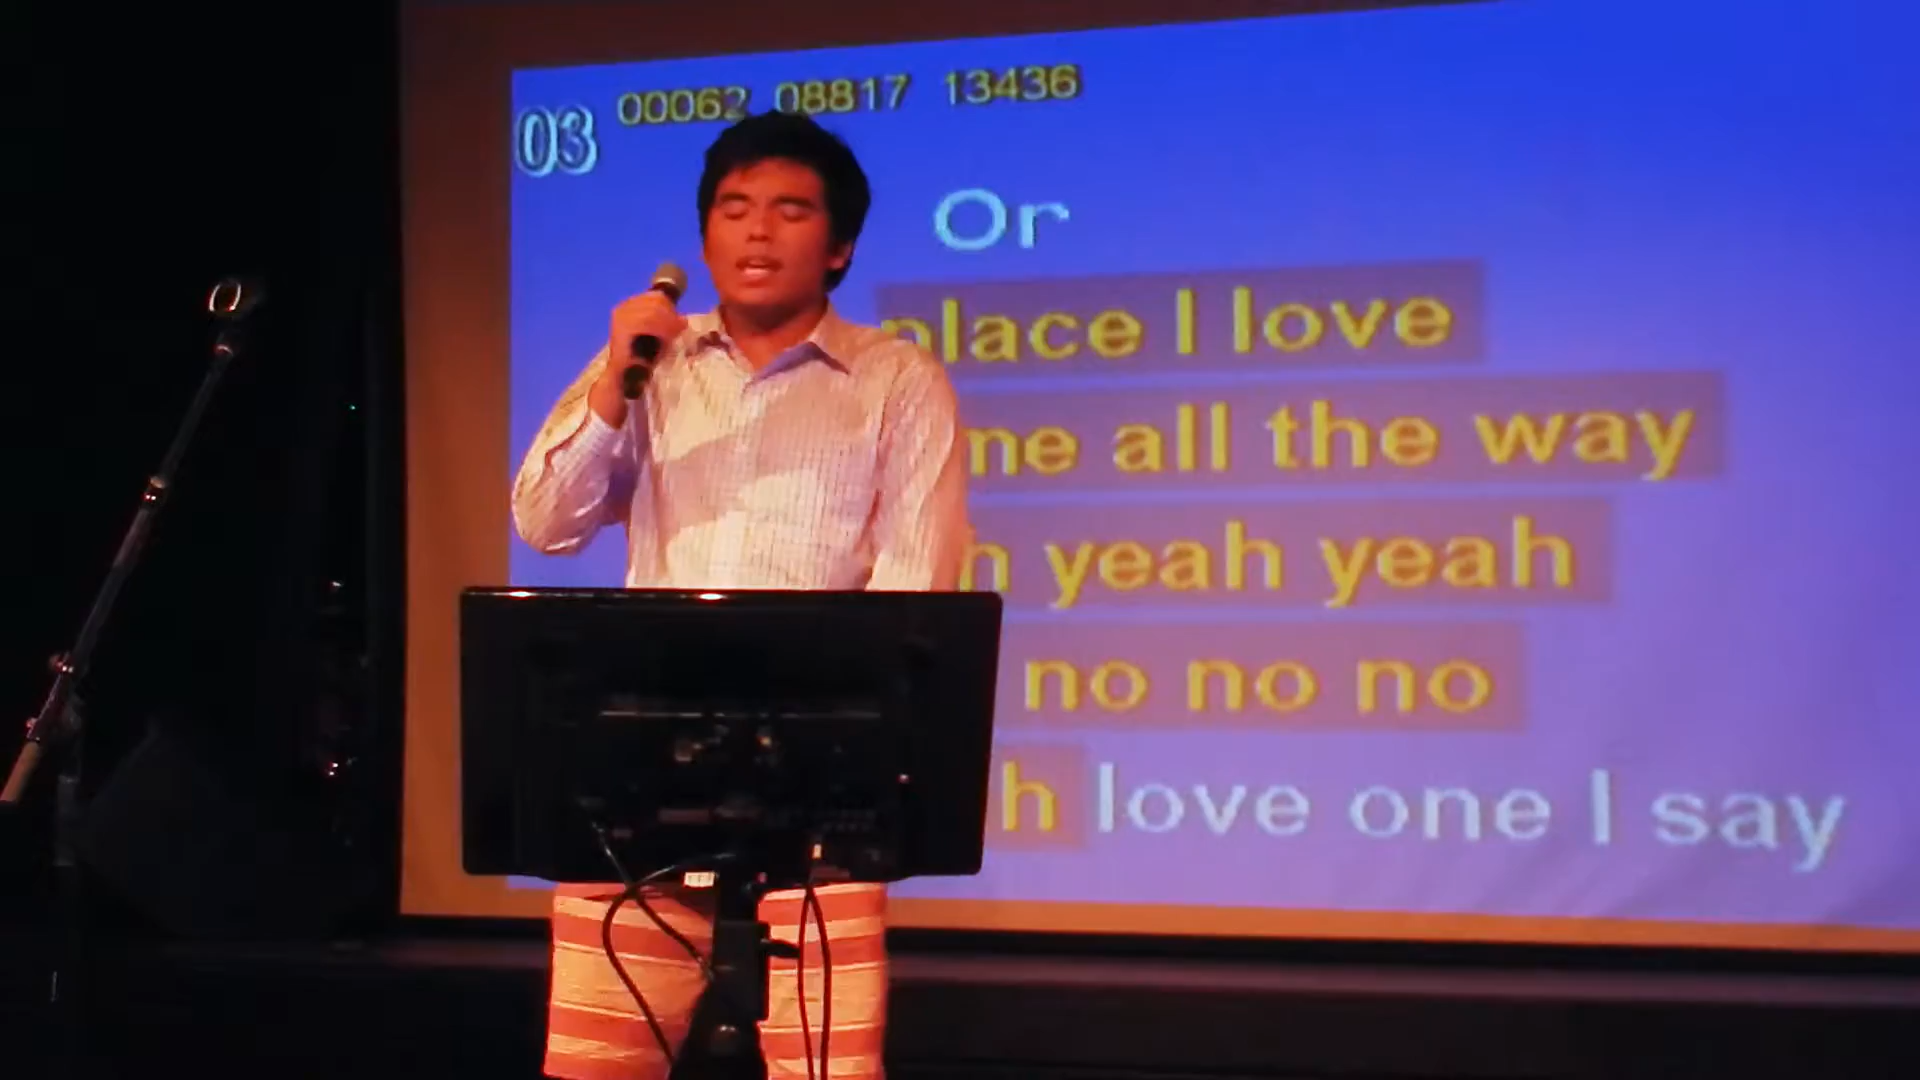 00062 08817 13436
03
Or
place I love
me all the way
yeah yeah
no no no
love one I say